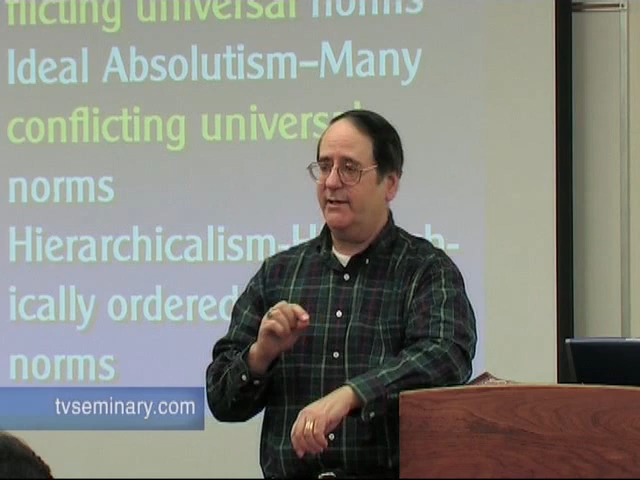 flicting universal norms
Ideal Absolutism–Many
conflicting universal
norms
Hierarchicalism-H
ically ordered
norms
tvseminary.com